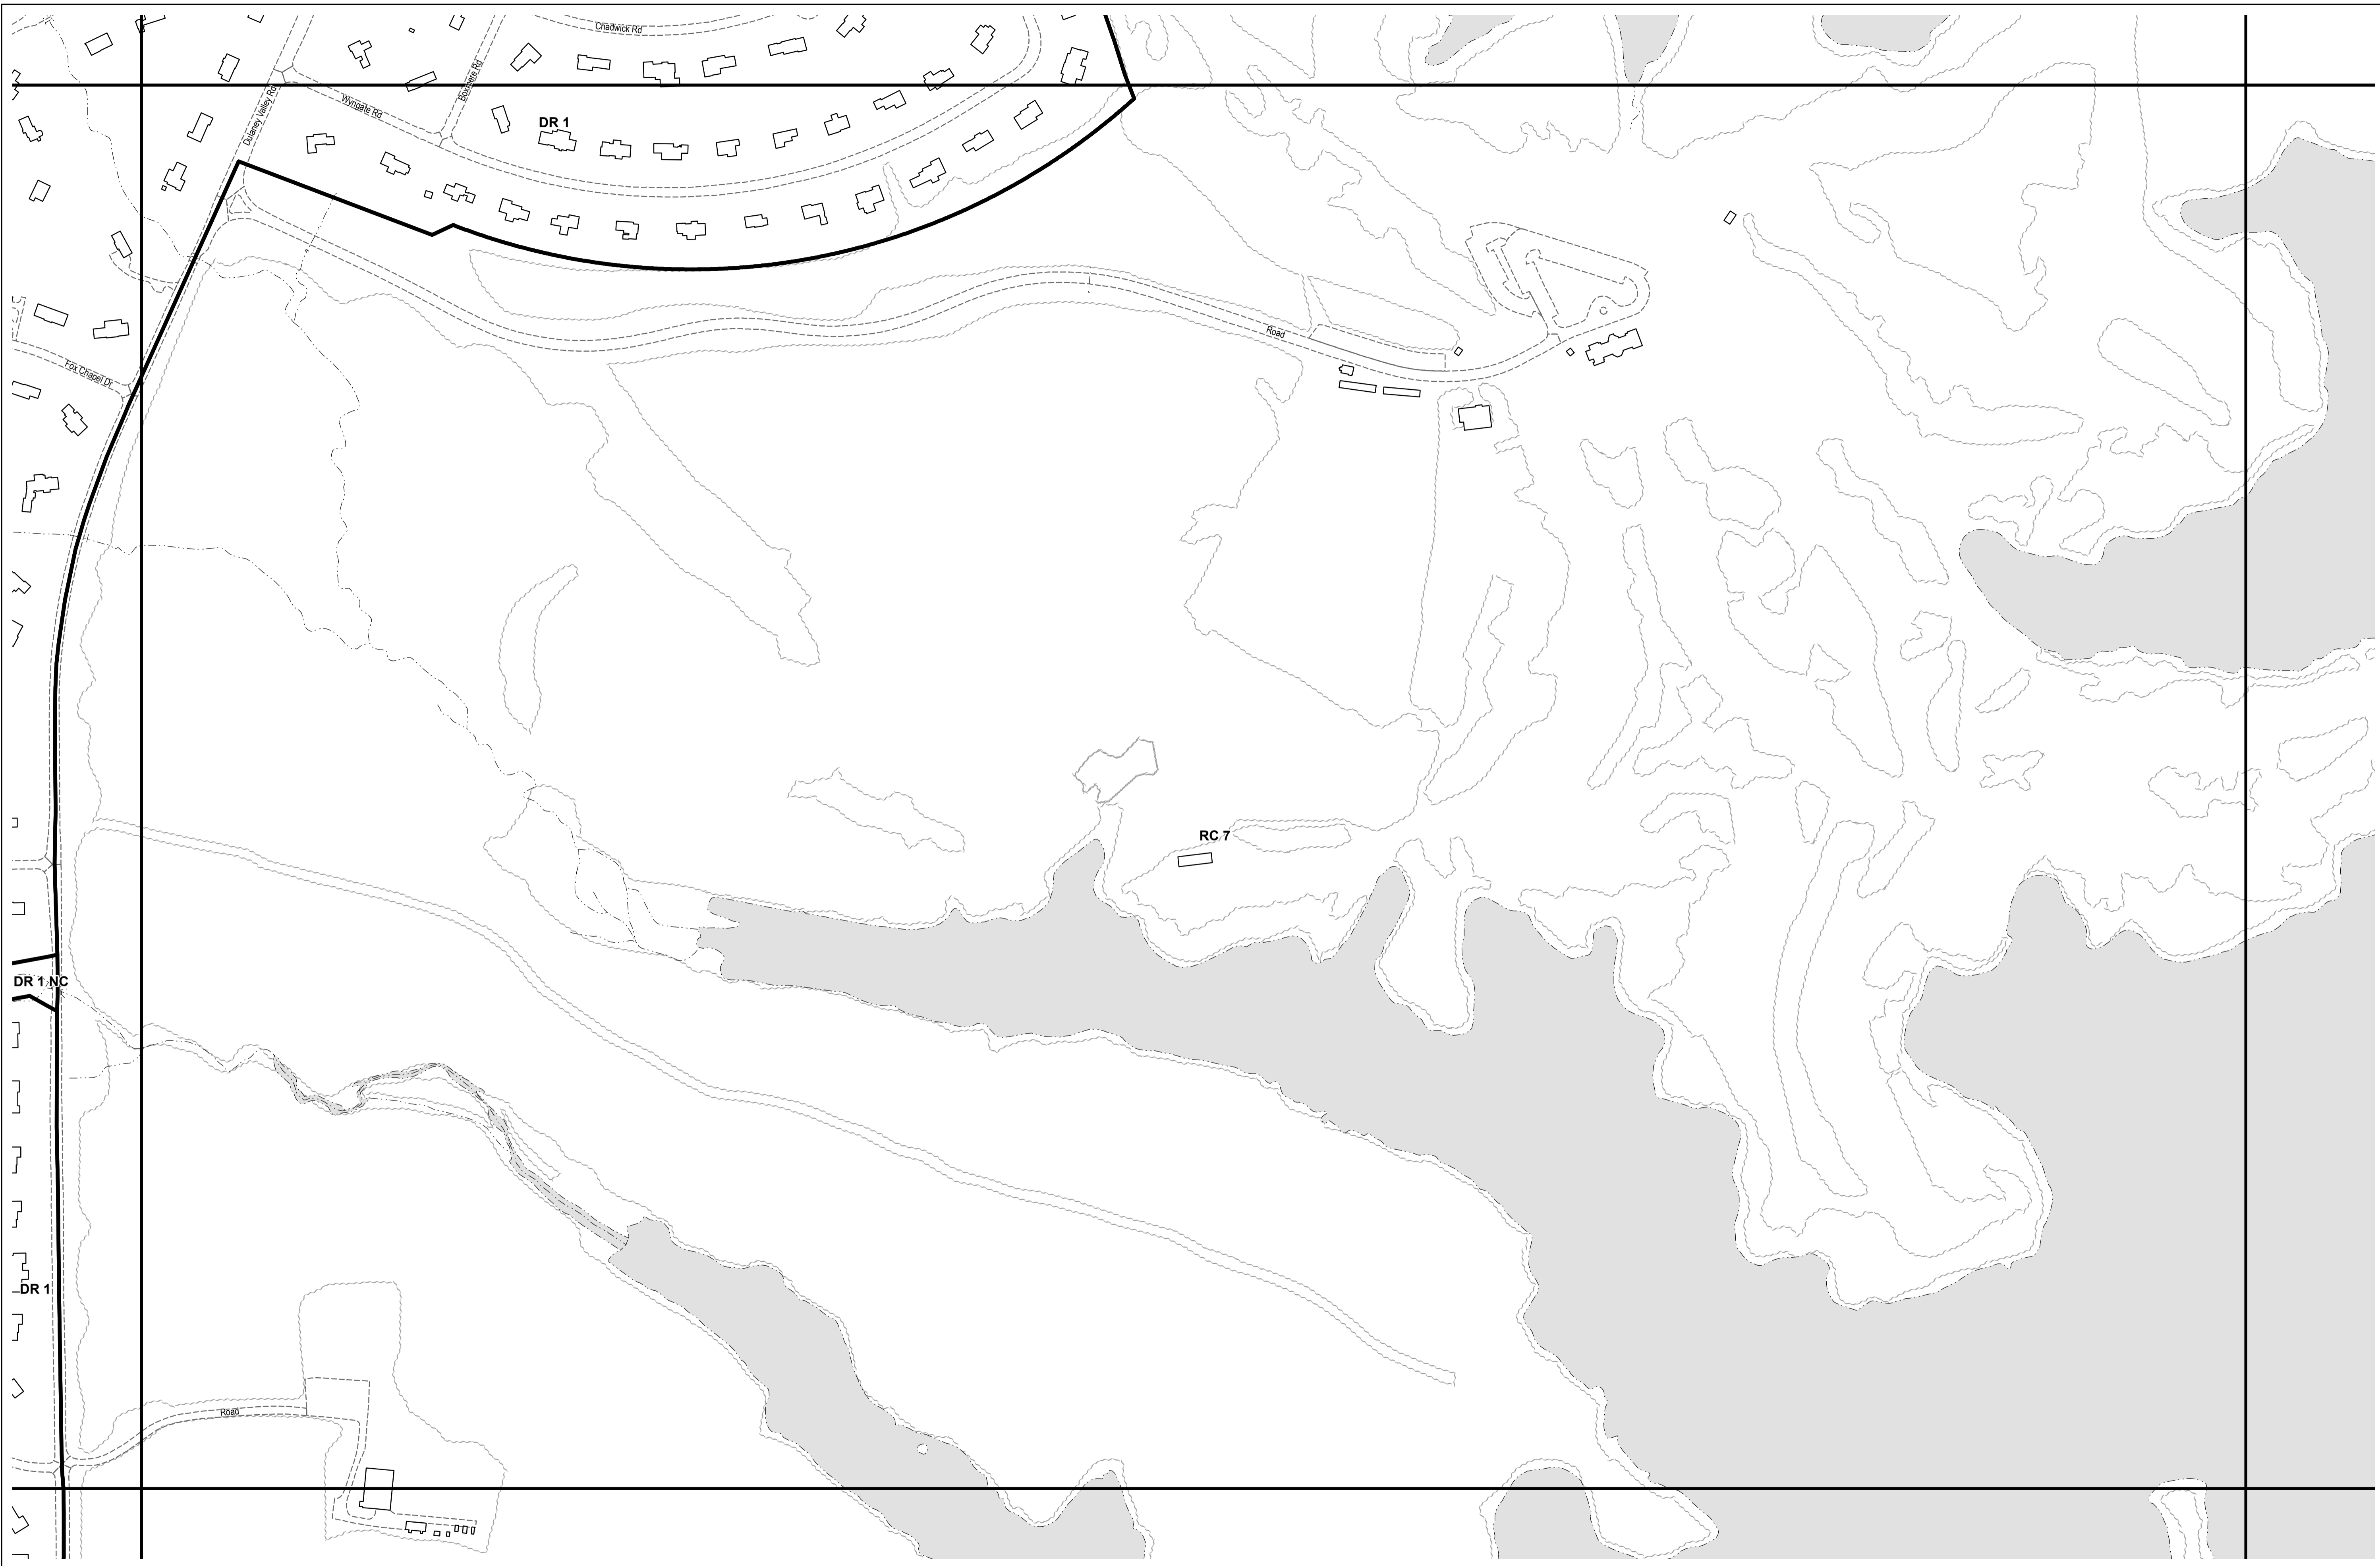 Chadwick Rd
Boxmere Rd
Dulaney Valley Rd
Wyngate Rd
DR 1
Road
Fox Chapel Dr
RC 7
DR 1 NC
DR 1
Road